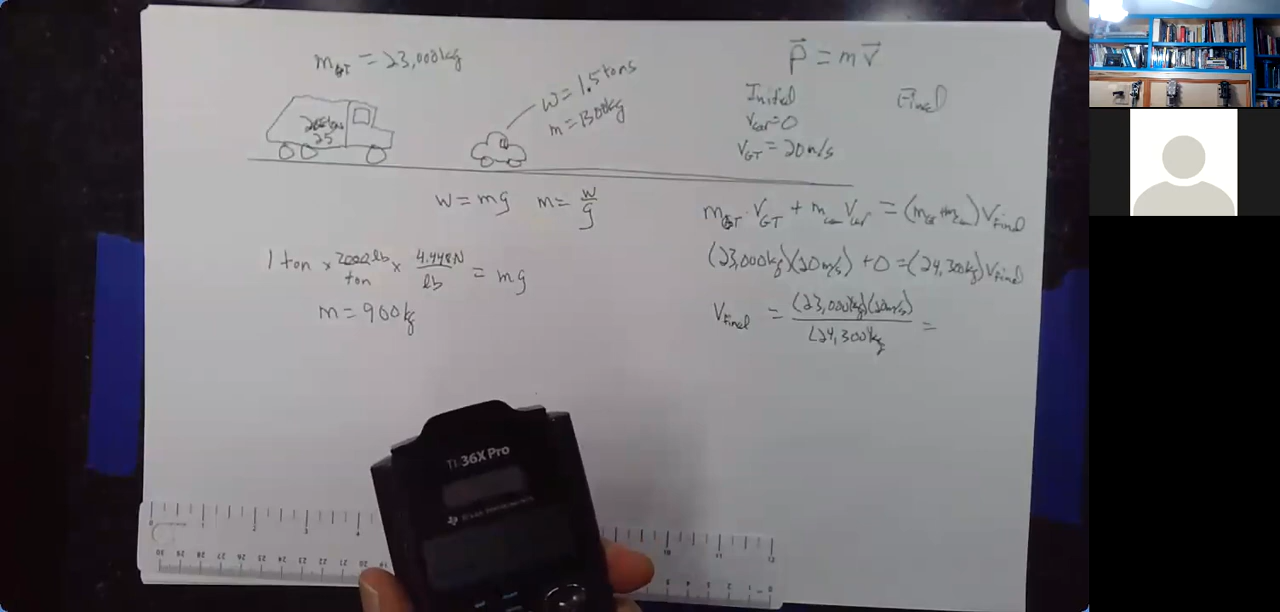 m_GT = 23,000kg
25
W = 1.5 tons
m = 1300kg
P = mV
Initial
V_car = 0
V_GT = 20 m/s
Final
W = mg m = W/g
1 ton × 2000 lb/ton × 4.448N/lb = mg
m = 900kg
m_GT · V_GT + m_car V_car = (m_GT + m_car) V_Final
(23,000kg)(20m/s) + 0 = (24,300kg) V_Final
V_Final = (23,000kg)(20m/s)/(24,300kg) =
TI-36X Pro